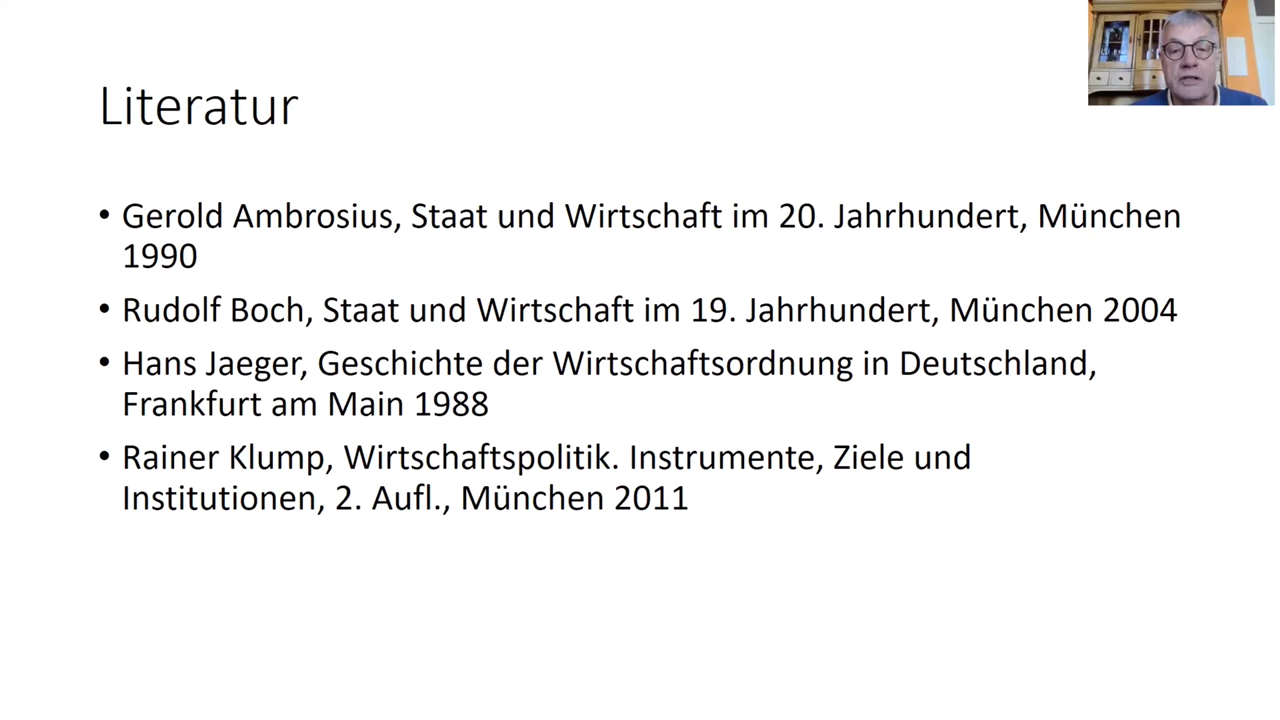 Literatur
• Gerold Ambrosius, Staat und Wirtschaft im 20. Jahrhundert, München
1990
• Rudolf Boch, Staat und Wirtschaft im 19. Jahrhundert, München 2004
• Hans Jaeger, Geschichte der Wirtschaftsordnung in Deutschland,
Frankfurt am Main 1988
• Rainer Klump, Wirtschaftspolitik. Instrumente, Ziele und
Institutionen, 2. Aufl., München 2011